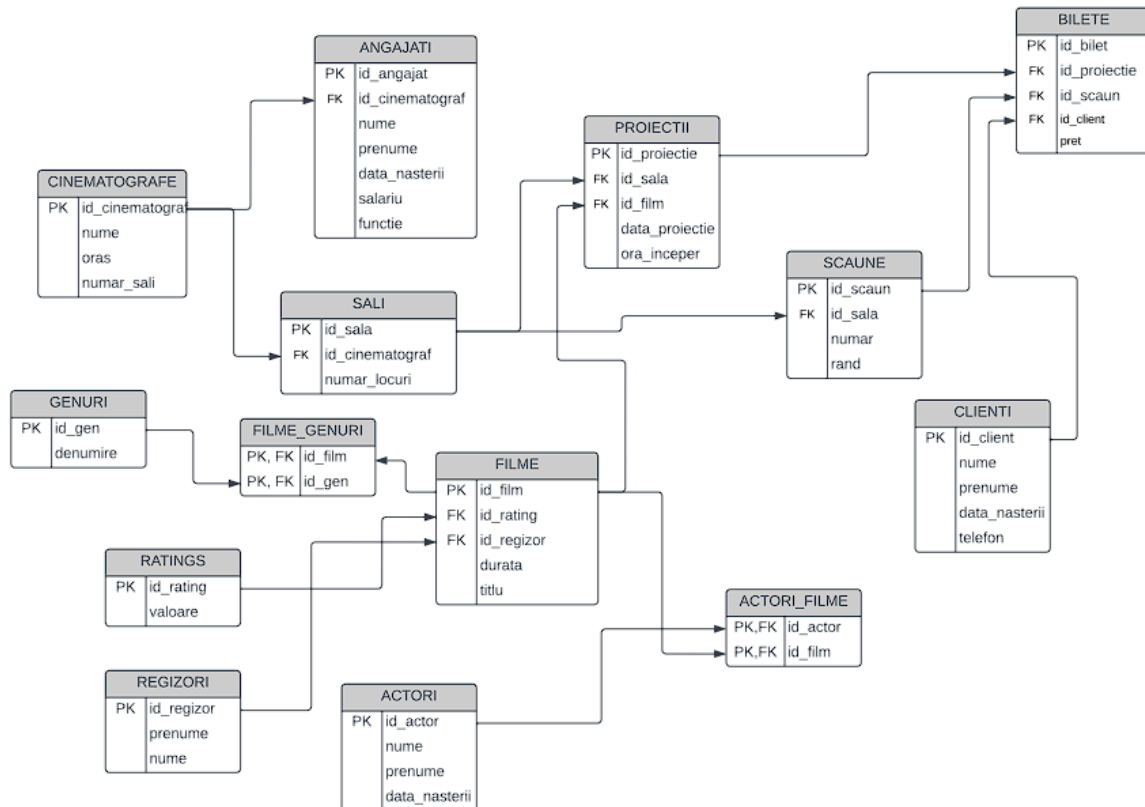 BILETE
PK id_bilet
FK id_proiectie
FK id_scaun
FK id_client
pret
ANGAJATI
PK id_angajat
FK id_cinematograf
nume
prenume
data_nasterii
salariu
functie
PROIECTII
PK id_proiectie
FK id_sala
FK id_film
data_proiectie
ora_inceper
CINEMATOGRAFE
PK id_cinematograf
nume
oras
numar_sali
SCAUNE
PK id_scaun
FK id_sala
numar
rand
SALI
PK id_sala
FK id_cinematograf
numar_locuri
GENURI
PK id_gen
denumire
FILME_GENURI
PK, FK id_film
PK, FK id_gen
FILME
PK id_film
FK id_rating
FK id_regizor
durata
titlu
CLIENTI
PK id_client
nume
prenume
data_nasterii
telefon
RATINGS
PK id_rating
valoare
ACTORI_FILME
PK,FK id_actor
PK,FK id_film
REGIZORI
PK id_regizor
prenume
nume
ACTORI
PK id_actor
nume
prenume
data_nasterii